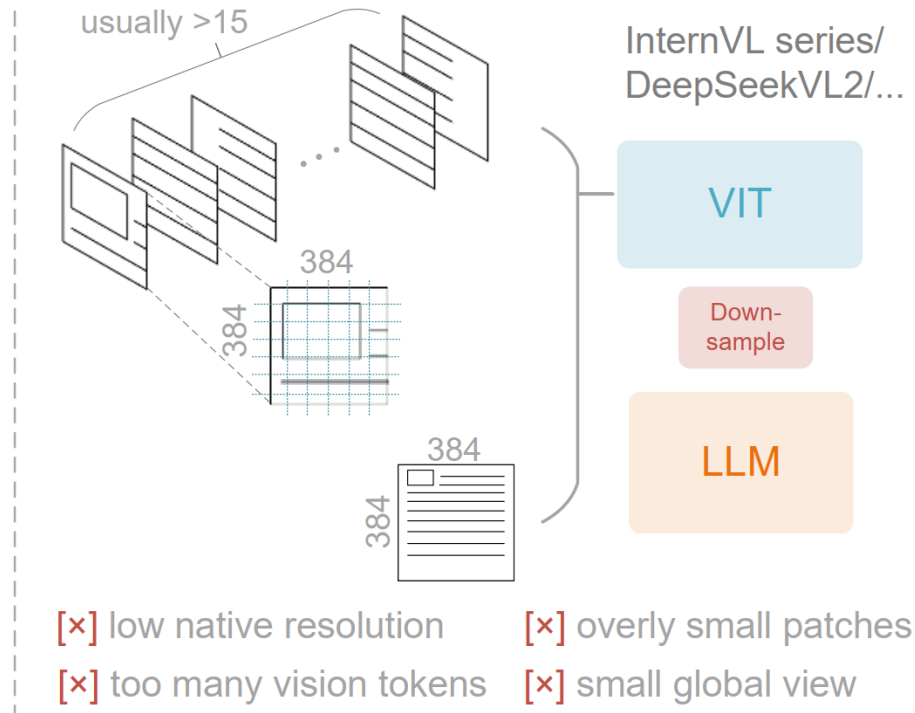 usually >15
InternVL series/
DeepSeekVL2/...
VIT
384
384
Down-
sample
LLM
384
384
[×] low native resolution
[×] overly small patches
[×] too many vision tokens
[×] small global view